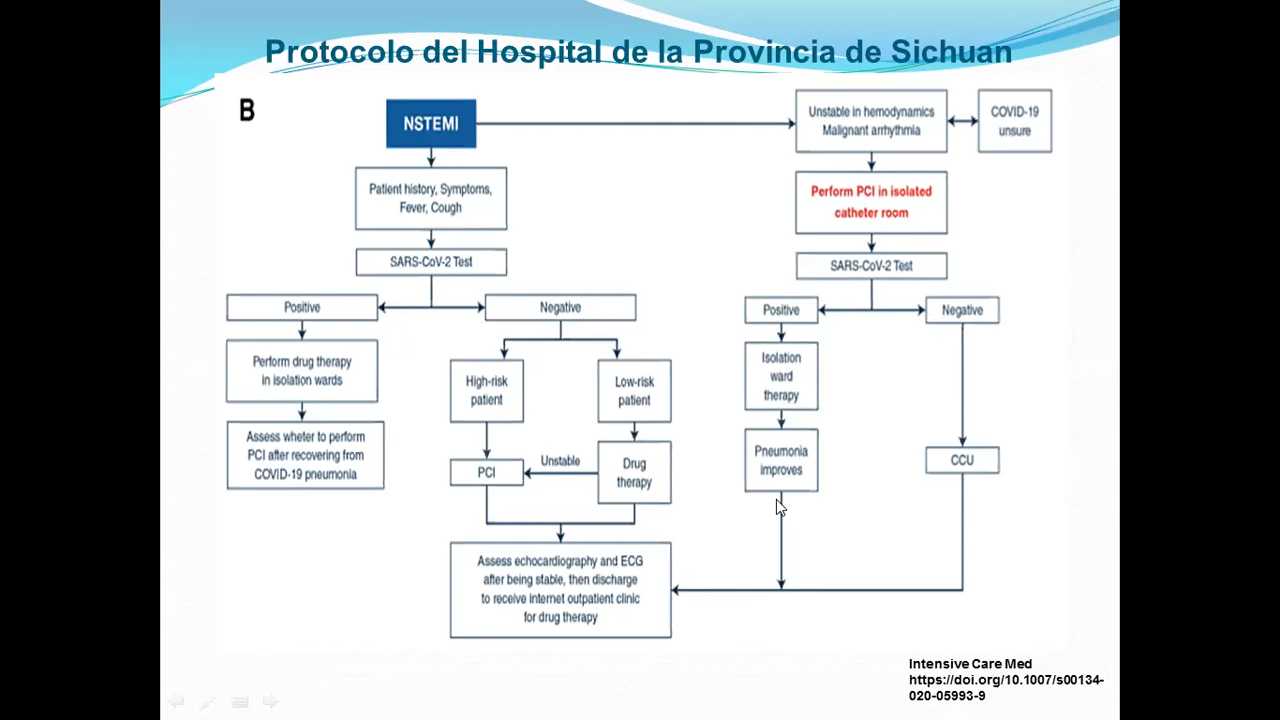 Protocolo del Hospital de la Provincia de Sichuan
B
NSTEMI
Unstable in hemodynamics
Malignant arrhythmia
COVID-19
unsure
Patient history, Symptoms,
Fever, Cough
Perform PCI in isolated
catheter room
SARS-CoV-2 Test
SARS-CoV-2 Test
Positive
Negative
Positive
Negative
Perform drug therapy
in isolation wards
High-risk
patient
Low-risk
patient
Isolation
ward
therapy
Assess wheter to perform
PCI after recovering from
COVID-19 pneumonia
PCI
Unstable
Drug
therapy
Pneumonia
improves
CCU
Assess echocardiography and ECG
after being stable, then discharge
to receive internet outpatient clinic
for drug therapy
Intensive Care Med
https://doi.org/10.1007/s00134-
020-05993-9